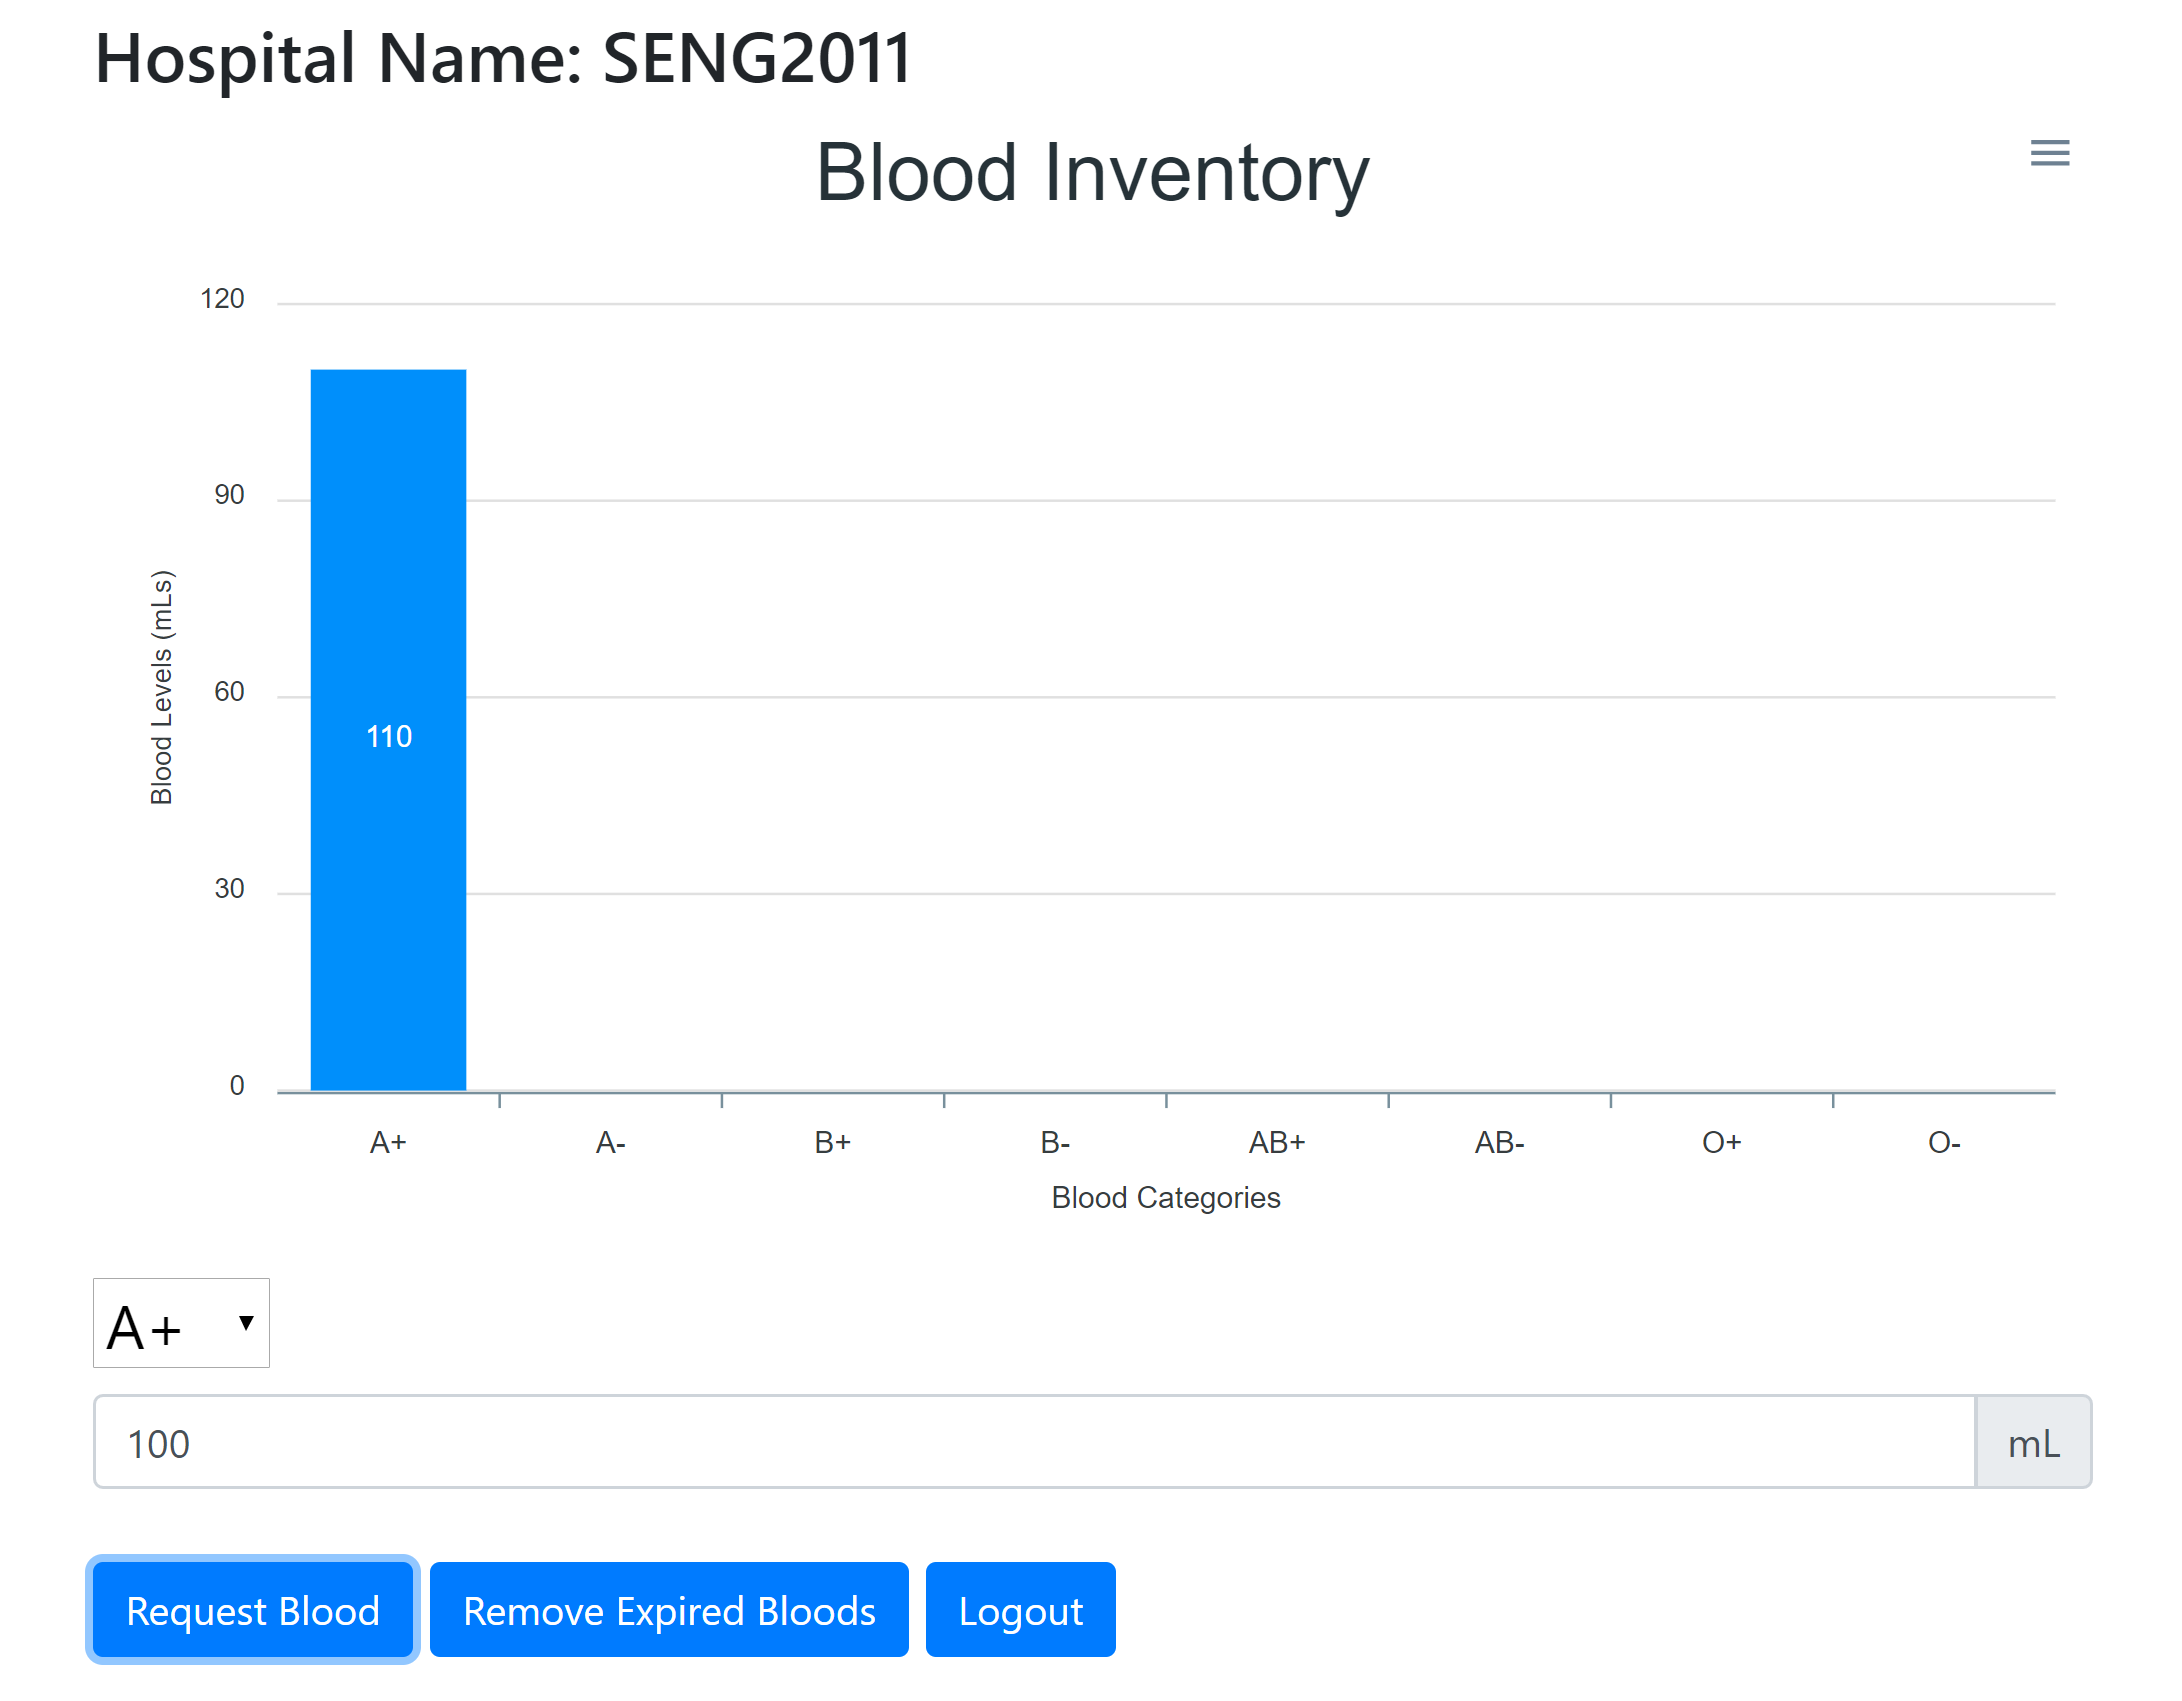 Hospital Name: SENG2011
Blood Inventory
120
90
60
30
0
Blood Levels (mLs)
110
A+ A- B+ B- AB+ AB- O+ O-
Blood Categories
A+
100 mL
Request Blood Remove Expired Bloods Logout